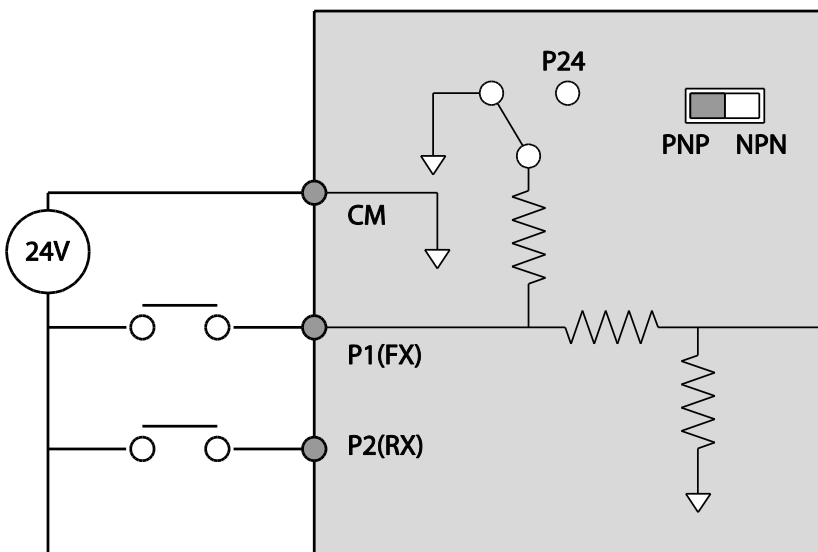 P24
PNP NPN
CM
24V
P1(FX)
P2(RX)